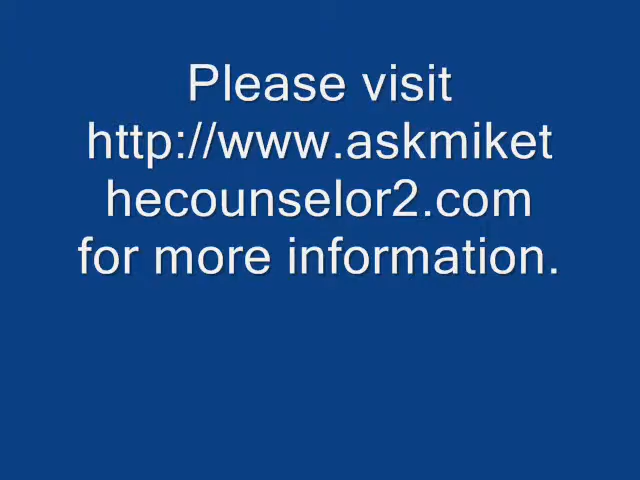 Please visit
http://www.askmiket
hecounselor2.com
for more information.